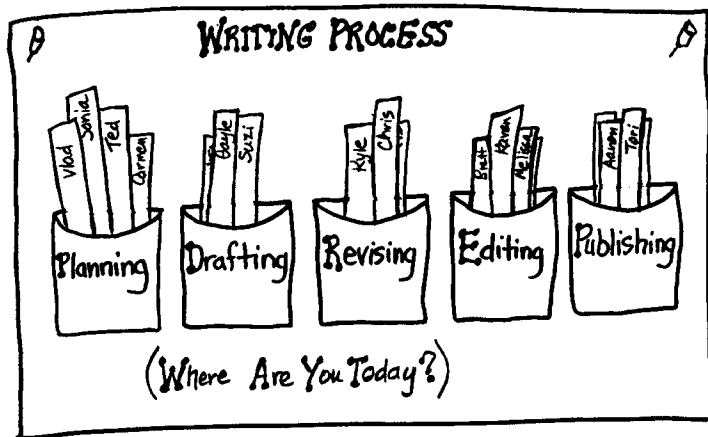 WRITING PROCESS
Vlad
Sonia
Ted
Carmen
Gayle
Suzi
Kyle
Chris
Brett
Karen
Melissa
Aaron
Tori
Planning
Drafting
Revising
Editing
Publishing
(Where Are You Today?)